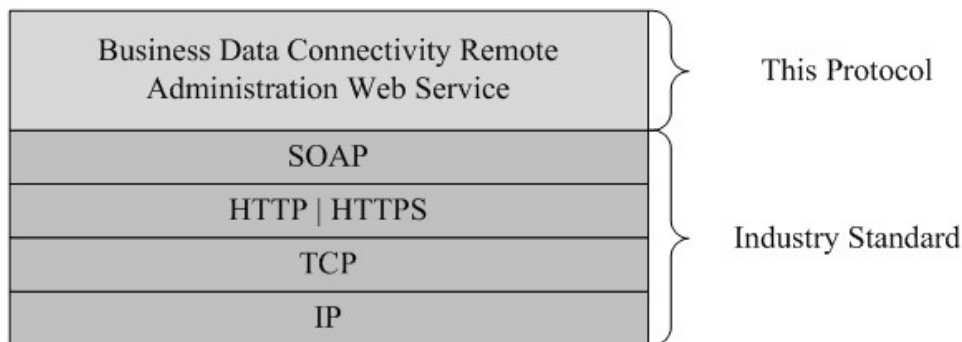 Business Data Connectivity Remote
Administration Web Service
This Protocol
SOAP
HTTP | HTTPS
TCP
IP
Industry Standard